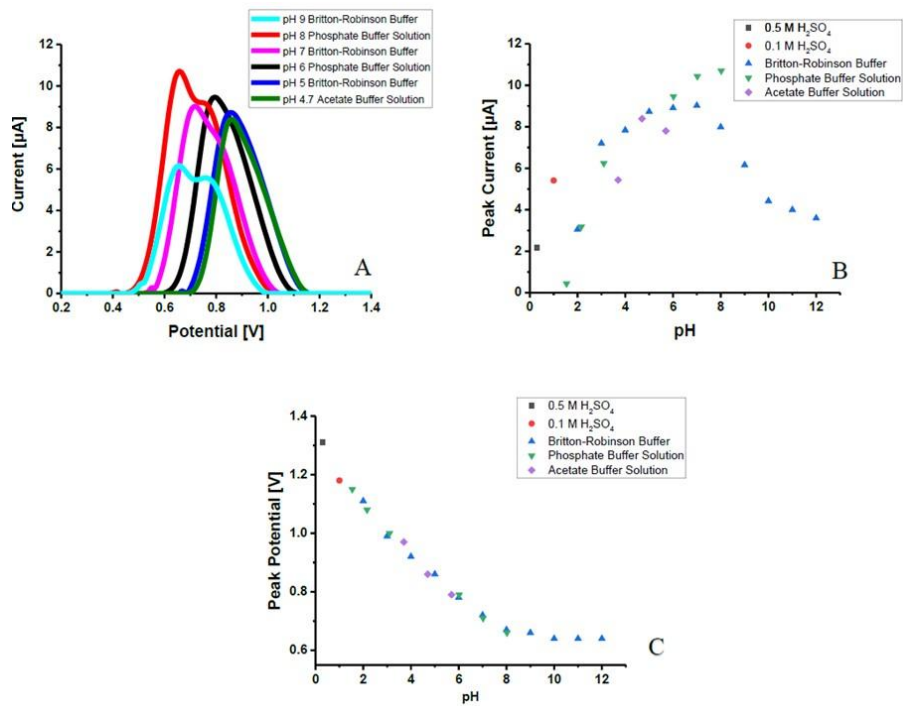 pH 9 Britton-Robinson Buffer
pH 8 Phosphate Buffer Solution
pH 7 Britton-Robinson Buffer
pH 6 Phosphate Buffer Solution
pH 5 Britton-Robinson Buffer
pH 4.7 Acetate Buffer Solution
Current [µA]
12
10
8
6
4
2
0
0.2 0.4 0.6 0.8 1.0 1.2 1.4
Potential [V]
A
0.5 M H₂SO₄
0.1 M H₂SO₄
Britton-Robinson Buffer
Phosphate Buffer Solution
Acetate Buffer Solution
Peak Current [µA]
12
10
8
6
4
2
0
0 2 4 6 8 10 12
pH
B
0.5 M H₂SO₄
0.1 M H₂SO₄
Britton-Robinson Buffer
Phosphate Buffer Solution
Acetate Buffer Solution
Peak Potential [V]
1.4
1.2
1.0
0.8
0.6
0 2 4 6 8 10 12
pH
C